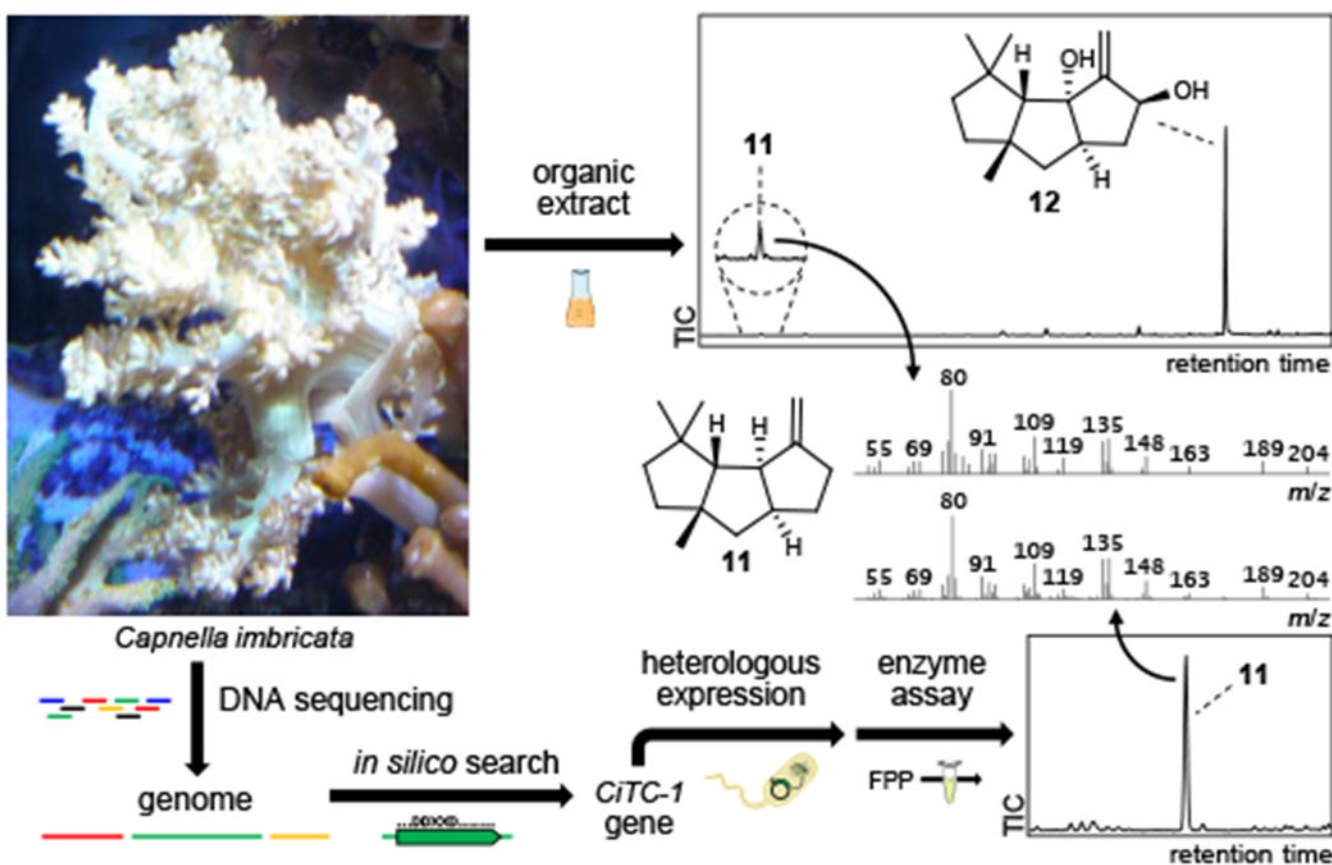 organic
extract
11
H
OH
OH
H
12
TIC
retention time
80
55 69 91 109 119 135 148 163 189 204
m/z
H
H
H
11
80
55 69 91 109 119 135 148 163 189 204
m/z
Capnella imbricata
DNA sequencing
genome
in silico search
CiTC-1
gene
heterologous
expression
enzyme
assay
FPP
11
TIC
retention time